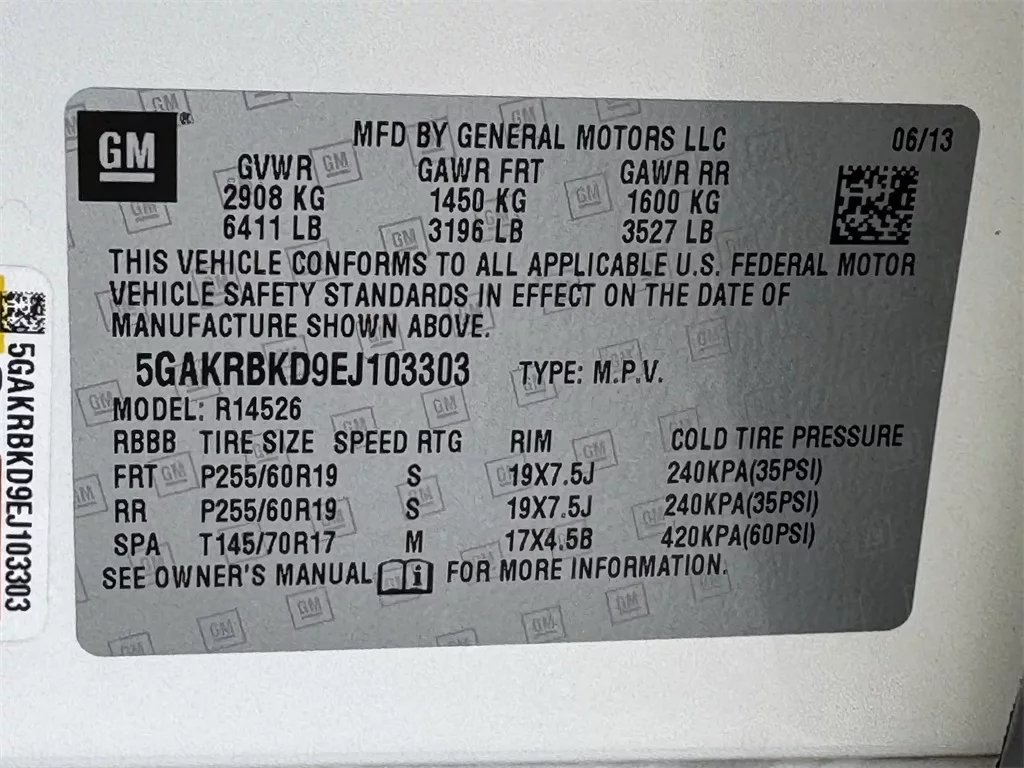 GM
MFD BY GENERAL MOTORS LLC 06/13
GVWR GAWR FRT GAWR RR
2908 KG 1450 KG 1600 KG
6411 LB 3196 LB 3527 LB
THIS VEHICLE CONFORMS TO ALL APPLICABLE U.S. FEDERAL MOTOR
VEHICLE SAFETY STANDARDS IN EFFECT ON THE DATE OF
MANUFACTURE SHOWN ABOVE.
5GAKRBKD9EJ103303 TYPE: M.P.V.
MODEL: R14526
RBBB TIRE SIZE SPEED RTG RIM COLD TIRE PRESSURE
FRT P255/60R19 S 19X7.5J 240KPA(35PSI)
RR P255/60R19 S 19X7.5J 240KPA(35PSI)
SPA T145/70R17 M 17X4.5B 420KPA(60PSI)
SEE OWNER'S MANUAL FOR MORE INFORMATION.
5GAKRBKD9EJ103303